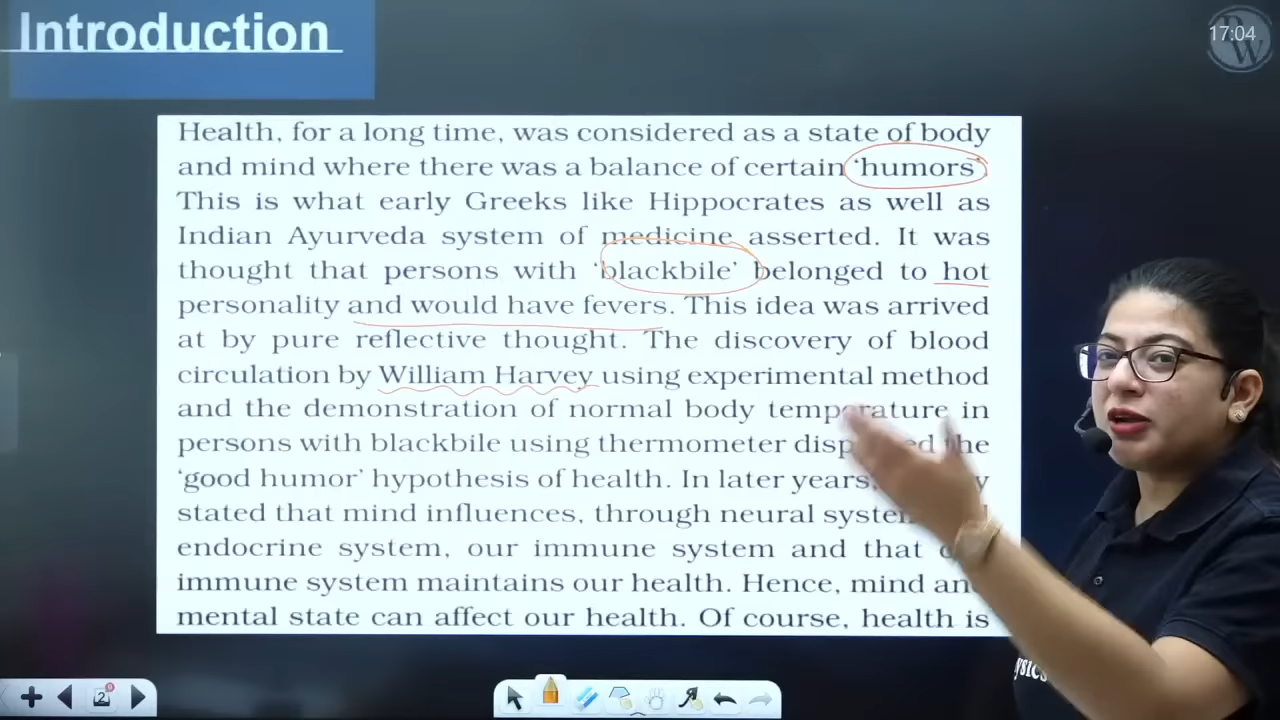 Introduction
17:04
PW
Health, for a long time, was considered as a state of body
and mind where there was a balance of certain ‘humors’.
This is what early Greeks like Hippocrates as well as
Indian Ayurveda system of medicine asserted. It was
thought that persons with ‘blackbile’ belonged to hot
personality and would have fevers. This idea was arrived
at by pure reflective thought. The discovery of blood
circulation by William Harvey using experimental method
and the demonstration of normal body temperature in
persons with blackbile using thermometer the
‘good humor’ hypothesis of health. In later years,
stated that mind influences, through neural
endocrine system, our immune system and that
immune system maintains our health. Hence, mind
mental state can affect our health. Of course, health is
2